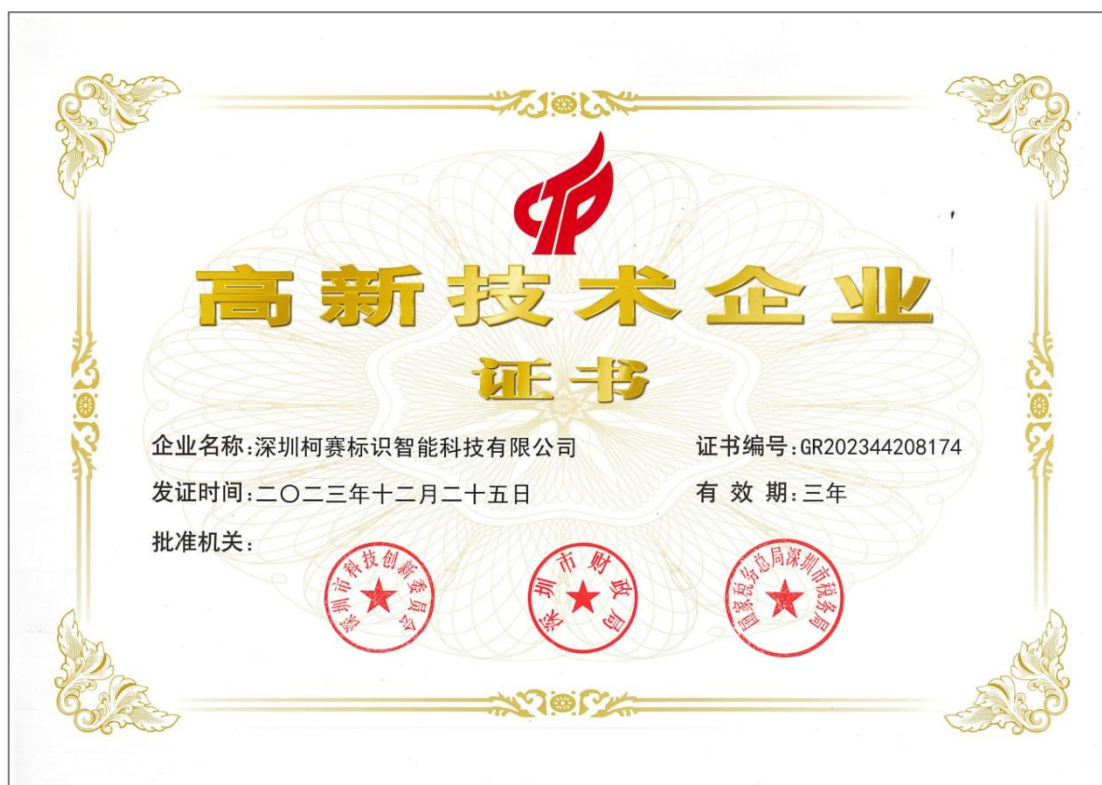 高新技术企业
证书
企业名称:深圳柯赛标识智能科技有限公司
证书编号:GR202344208174
发证时间:二〇二三年十二月二十五日
有效期:三年
批准机关:
深圳市科技创新委员会
深圳市财政局
国家税务总局深圳市税务局